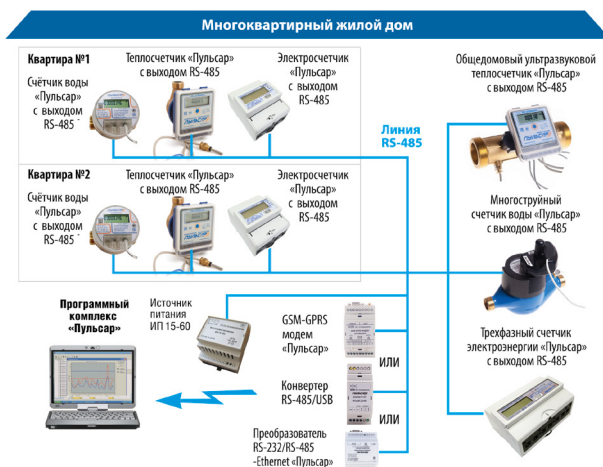 Многоквартирный жилой дом
Квартира №1
Счётчик воды
«Пульсар»
с выходом
RS-485
Теплосчетчик «Пульсар»
с выходом RS-485
Электросчетчик
«Пульсар»
с выходом
RS-485
Общедомовый ультразвуковой
теплосчетчик «Пульсар»
с выходом RS-485
Линия
RS-485
Квартира №2
Счётчик воды
«Пульсар»
с выходом
RS-485
Теплосчетчик «Пульсар»
с выходом RS-485
Электросчетчик
«Пульсар»
с выходом
RS-485
Многоструйный
счетчик воды «Пульсар»
с выходом RS-485
Программный
комплекс
«Пульсар»
Источник
питания
ИП 15-60
GSM-GPRS
модем
«Пульсар»
ИЛИ
Конвертер
RS-485/USB
ИЛИ
Преобразователь
RS-232/RS-485
-Ethernet «Пульсар»
Трехфазный счетчик
электроэнергии «Пульсар»
с выходом RS-485